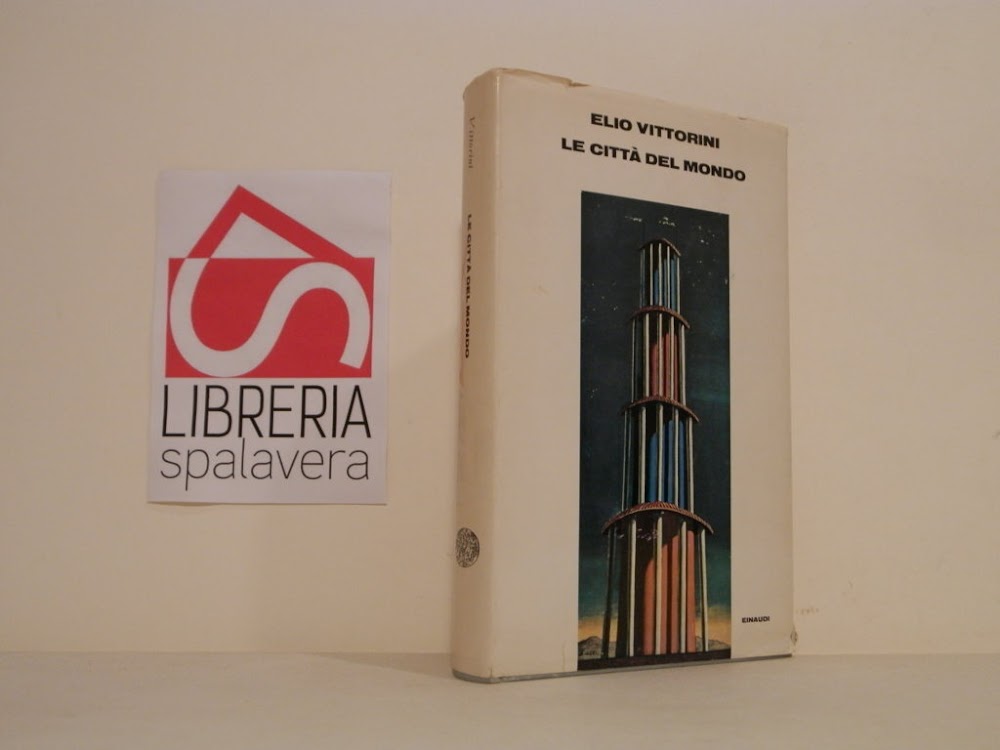 LIBRERIA
spalavera
Vittorini
LE CITTÀ DEL MONDO
ELIO VITTORINI
LE CITTÀ DEL MONDO
EINAUDI